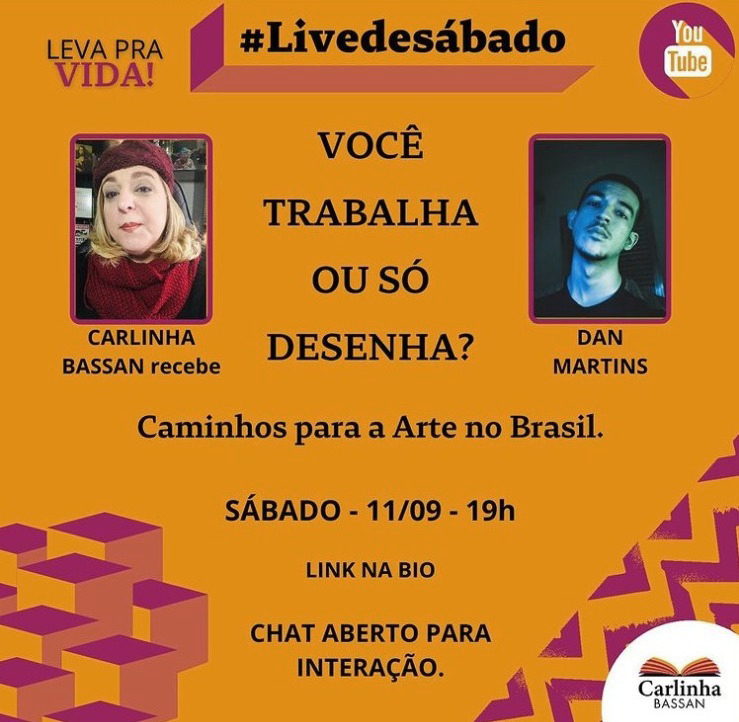 LEVA PRA
VIDA!
#Livedesábado
You
Tube
VOCÊ
TRABALHA
OU SÓ
DESENHA?
CARLINHA
BASSAN recebe
DAN
MARTINS
Caminhos para a Arte no Brasil.
SÁBADO - 11/09 - 19h
LINK NA BIO
CHAT ABERTO PARA
INTERAÇÃO.
Carlinha
BASSAN